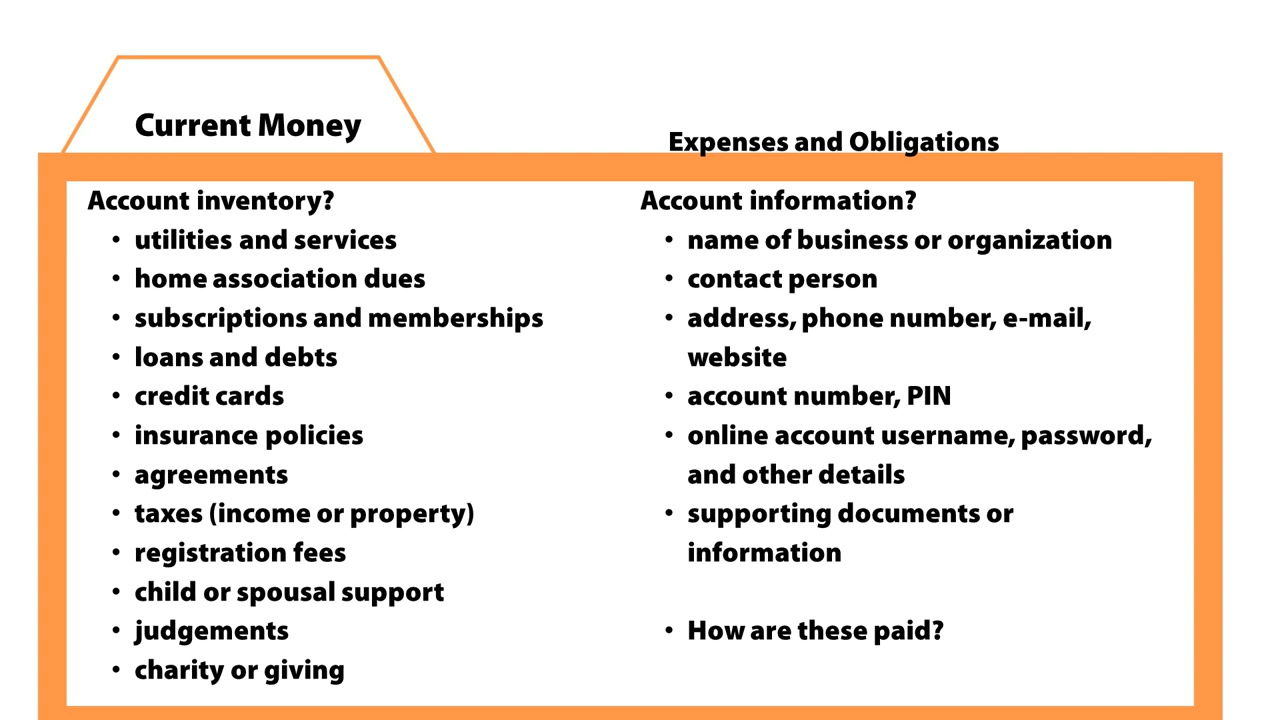 Current Money
Expenses and Obligations
Account inventory?
• utilities and services
• home association dues
• subscriptions and memberships
• loans and debts
• credit cards
• insurance policies
• agreements
• taxes (income or property)
• registration fees
• child or spousal support
• judgements
• charity or giving
Account information?
• name of business or organization
• contact person
• address, phone number, e-mail,
website
• account number, PIN
• online account username, password,
and other details
• supporting documents or
information
• How are these paid?